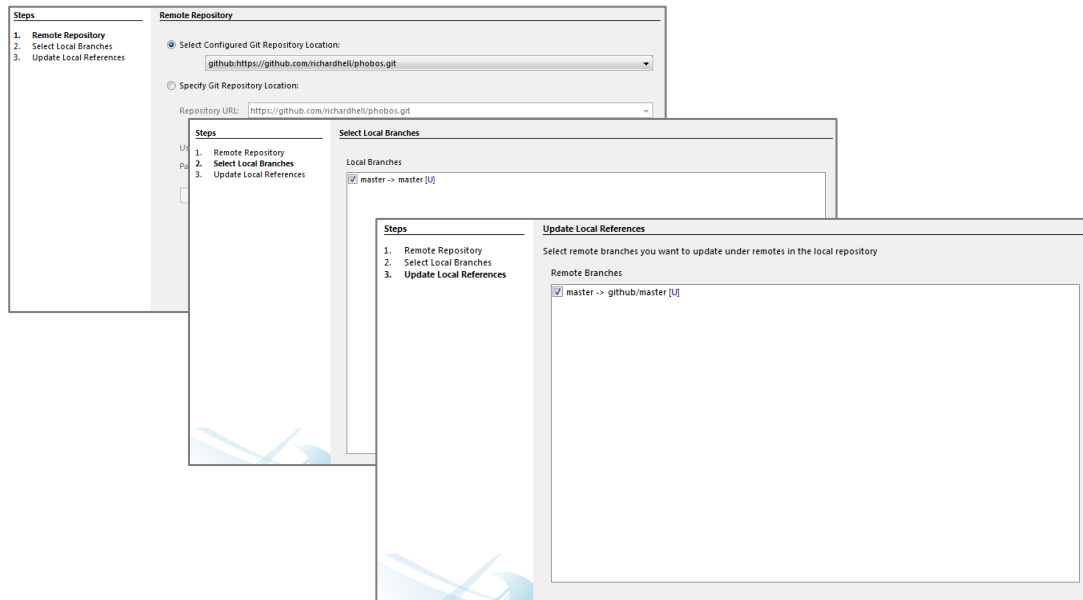 Steps
Remote Repository
1. Remote Repository
2. Select Local Branches
3. Update Local References
Select Configured Git Repository Location:
github:https://github.com/richardhell/phobos.git
Specify Git Repository Location:
Repository URL: https://github.com/richardhell/phobos.git
Us
Pa
Steps
Select Local Branches
1. Remote Repository
2. Select Local Branches
3. Update Local References
Local Branches
master -> master [U]
Steps
Update Local References
1. Remote Repository
2. Select Local Branches
3. Update Local References
Select remote branches you want to update under remotes in the local repository
Remote Branches
master -> github/master [U]